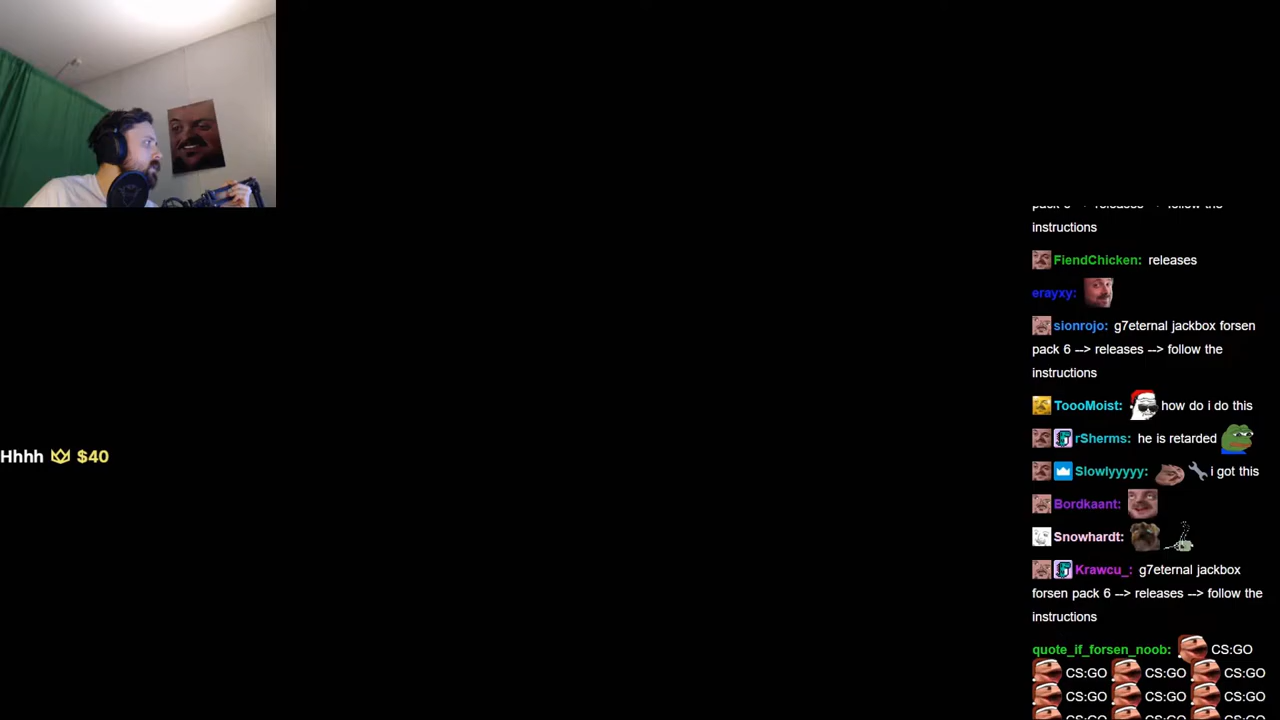 instructions
FiendChicken: releases
erayxy:
sionrojo: g7eternal jackbox forsen
pack 6 --> releases --> follow the
instructions
ToooMoist: how do i do this
rSherms: he is retarded
Slowlyyyyy: i got this
Hhhh $40
Bordkaant:
Snowhardt:
Krawcu_: g7eternal jackbox
forsen pack 6 --> releases --> follow the
instructions
quote_if_forsen_noob: CS:GO
CS:GO CS:GO CS:GO
CS:GO CS:GO CS:GO